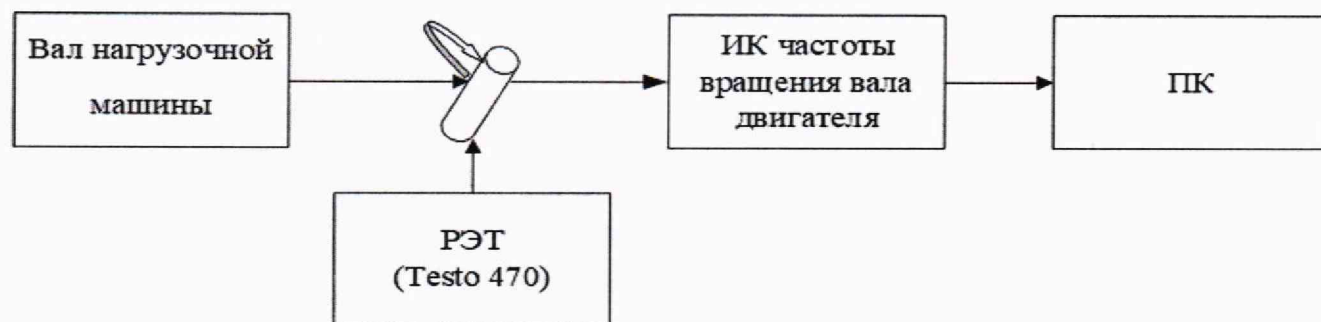 Вал нагрузочной
машины
ИК частоты
вращения вала
двигателя
ПК
РЭТ
(Testo 470)